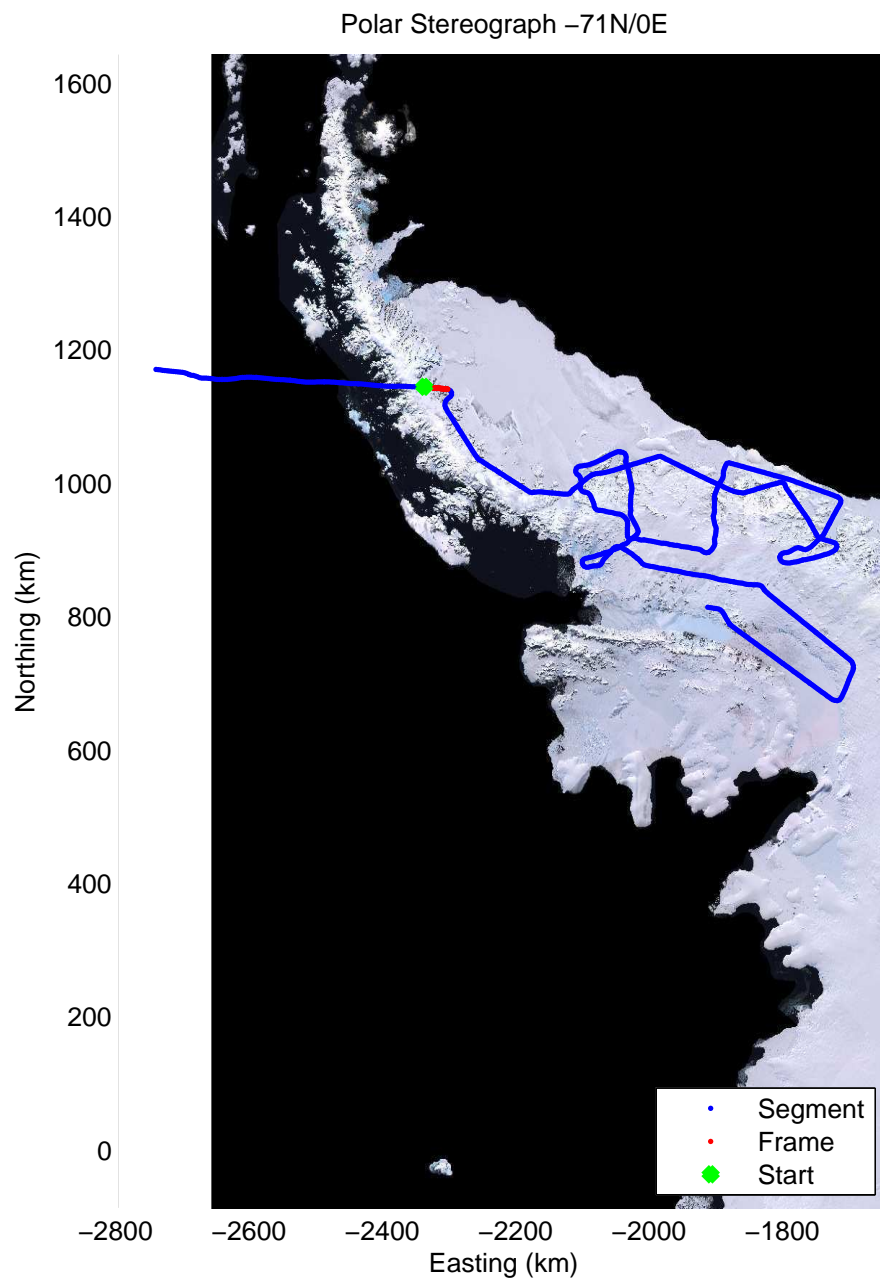 Polar Stereograph −71N/0E
1600
1400
1200
1000
800
600
400
200
0
Northing (km)
−2800 −2600 −2400 −2200 −2000 −1800
Easting (km)
Segment
Frame
Start